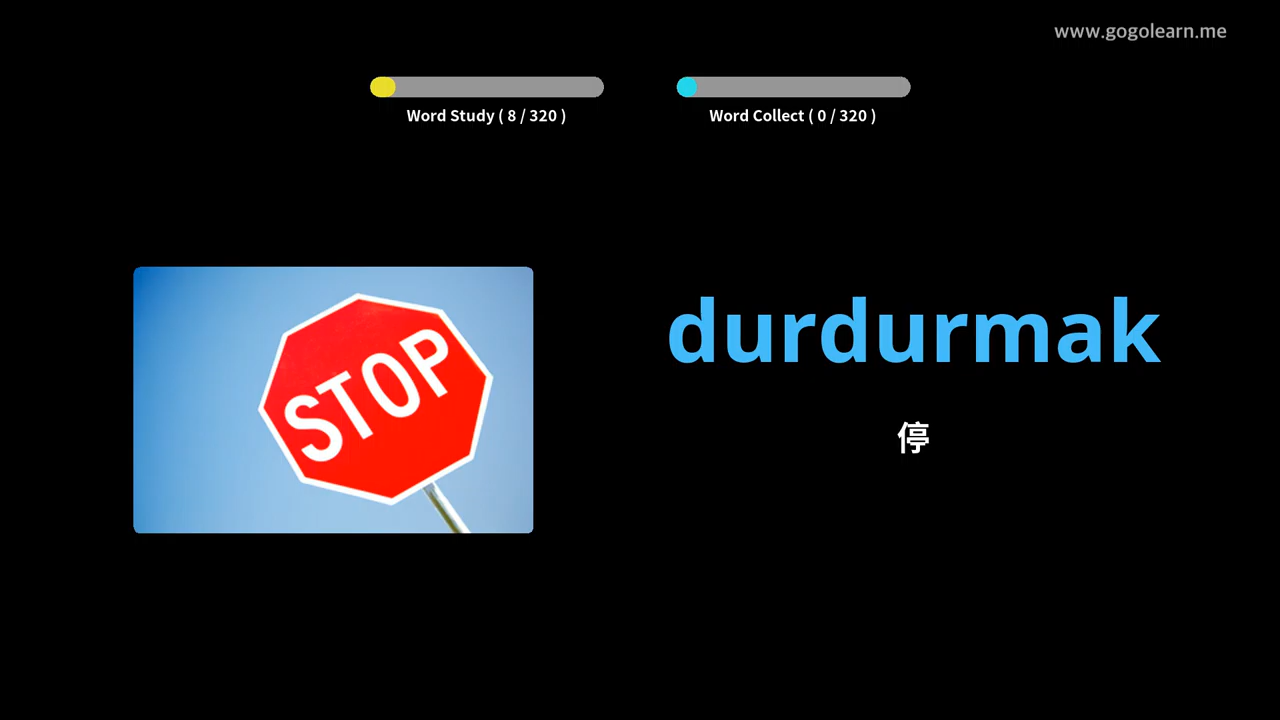 www.gogolearn.me
Word Study ( 8 / 320 )
Word Collect ( 0 / 320 )
STOP
durdurmak
停